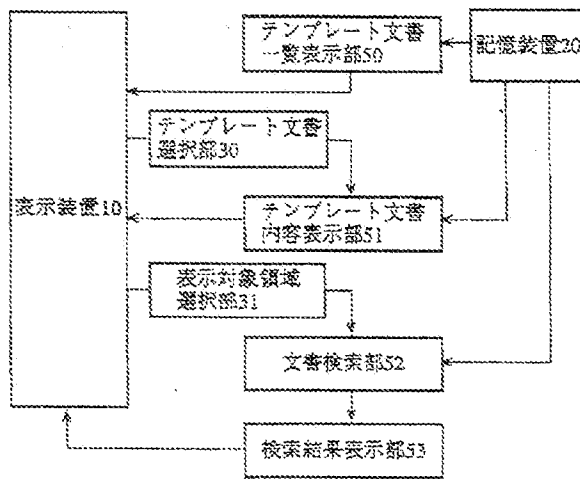 テンプレート文書
一覧表示部50
記憶装置20
テンプレート文書
選択部30
表示装置10
テンプレート文書
内容表示部51
表示対象領域
選択部31
文書検索部52
検索結果表示部53